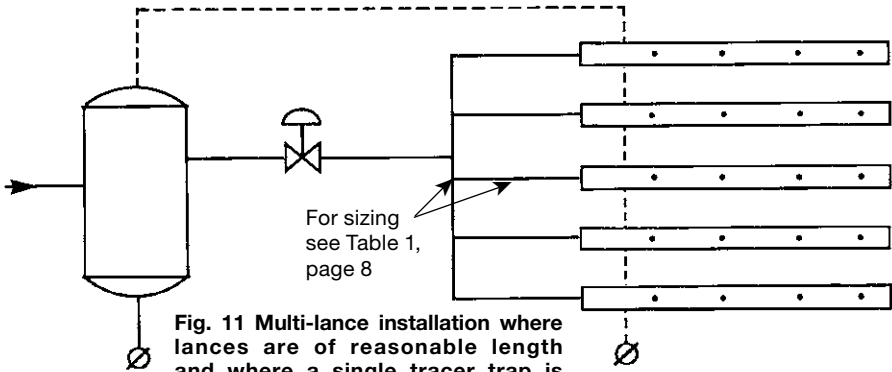 For sizing
see Table 1,
page 8
Fig. 11 Multi-lance installation where
lances are of reasonable length
and where a single tracer trap is